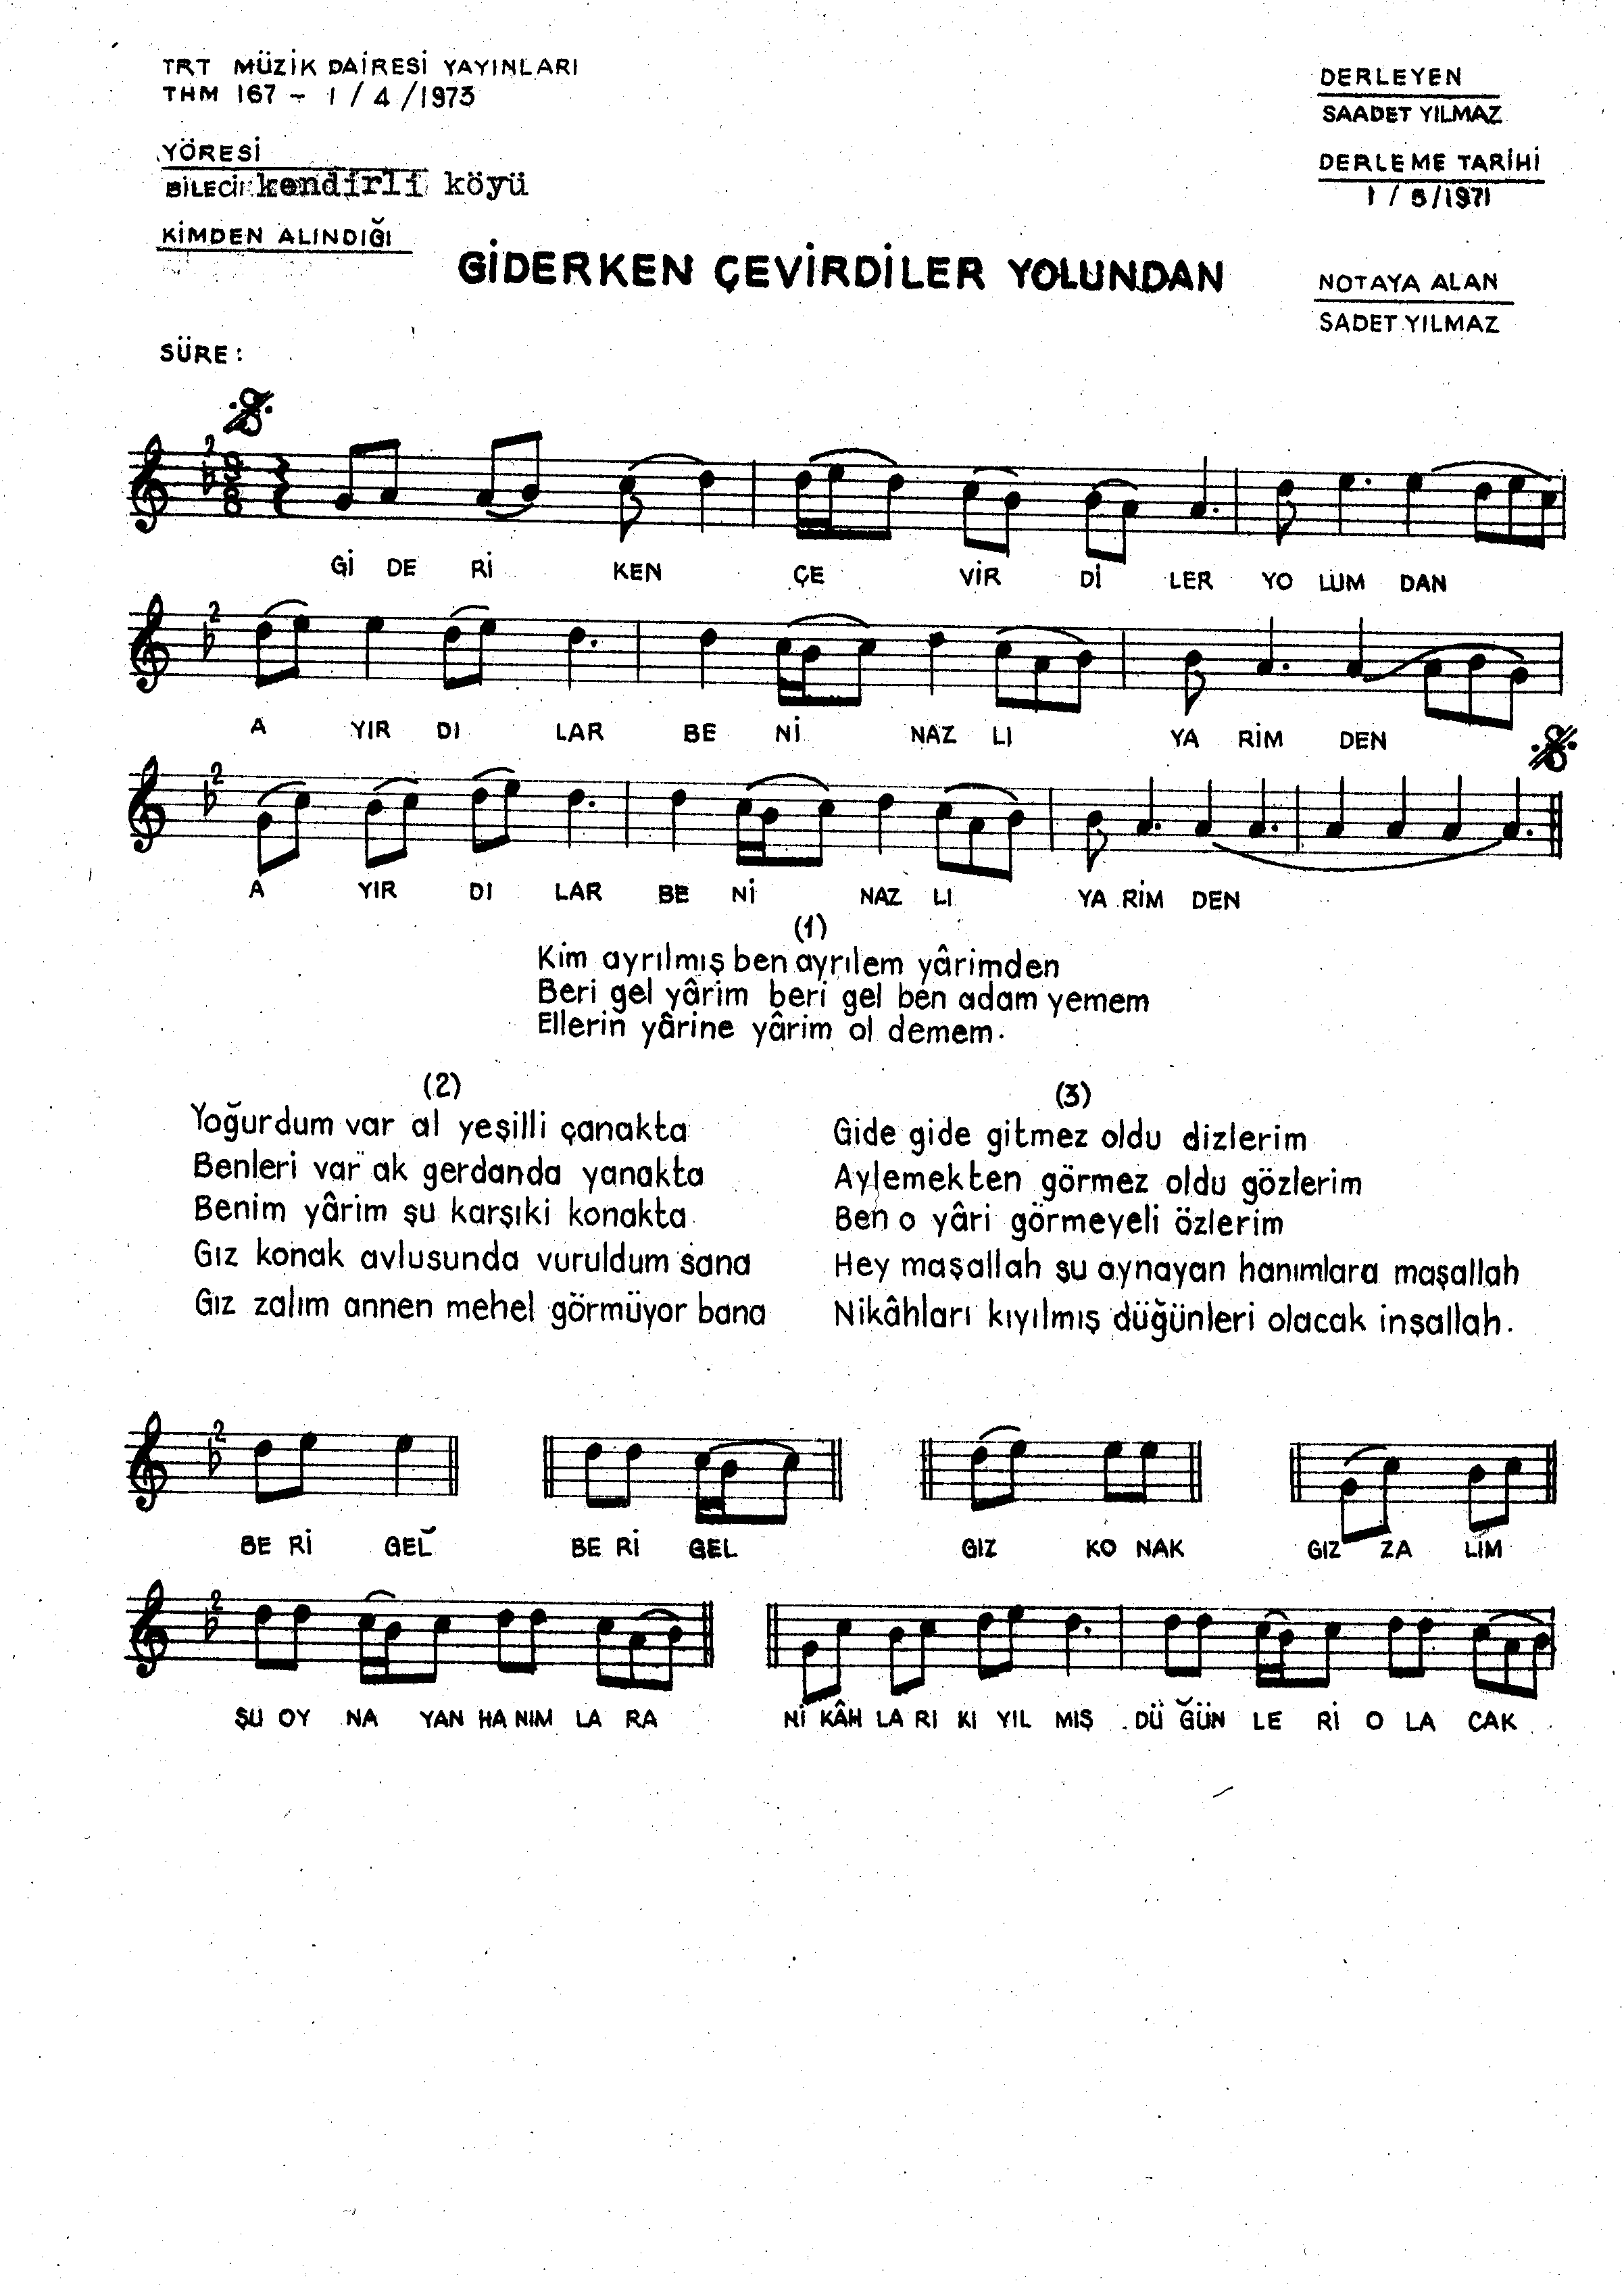 TRT MÜZİK DAİRESİ YAYINLARI
THM 167 – 1 / 4 / 1973
YÖRESİ
BİLECİ kendirli köyü
KİMDEN ALINDIĞI
DERLEYEN
SAADET YILMAZ
DERLEME TARİHİ
1 / 8 / 1971
GİDERKEN ÇEVİRDİLER YOLUNDAN
NOTAYA ALAN
SADET YILMAZ
SÜRE :
Gİ DE Rİ KEN ÇE VİR Dİ LER YO LUM DAN
A YIR DI LAR BE Nİ NAZ LI YA RİM DEN
A YIR DI LAR BE Nİ NAZ LI YA RİM DEN
(1)
Kim ayrılmış ben ayrılem yârimden
Beri gel yârim beri gel ben adam yemem
Ellerin yârine yârim ol demem.
(2)
Yoğurdum var al yeşilli çanakta
Benleri var ak gerdanda yanakta
Benim yârim şu karşıki konakta
Gız konak avlusunda vuruldum sana
Gız zalım annen mehel görmüyor bana
(3)
Gide gide gitmez oldu dizlerim
Aylemekten görmez oldu gözlerim
Ben o yâri görmeyeli özlerim
Hey maşallah şu aynayan hanımlara maşallah
Nikâhları kıyılmış düğünleri olacak inşallah.
BE Rİ GEL BE Rİ GEL GIZ KO NAK GIZ ZA LIM
ŞU OY NA YAN HA NIM LA RA Nİ KÂH LA RI KI YIL MIŞ DÜ ĞÜN LE Rİ O LA CAK